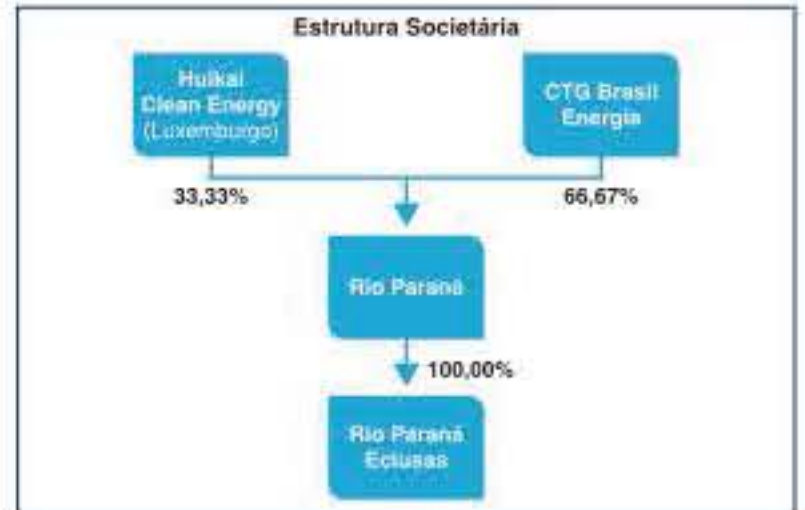 Estrutura Societária
Huikai
Clean Energy
(Luxemburgo)
CTG Brasil
Energia
33,33%
66,67%
Rio Paraná
100,00%
Rio Paraná
Eclusas